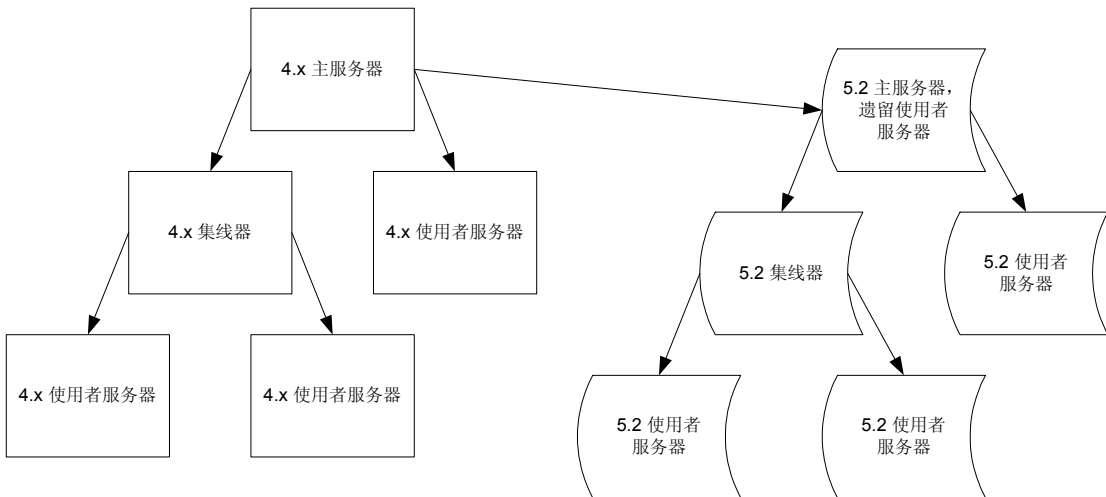 4.x 主服务器
5.2 主服务器，
遗留使用者
服务器
4.x 集线器
4.x 使用者服务器
5.2 集线器
5.2 使用者
服务器
4.x 使用者服务器
4.x 使用者服务器
5.2 使用者
服务器
5.2 使用者
服务器